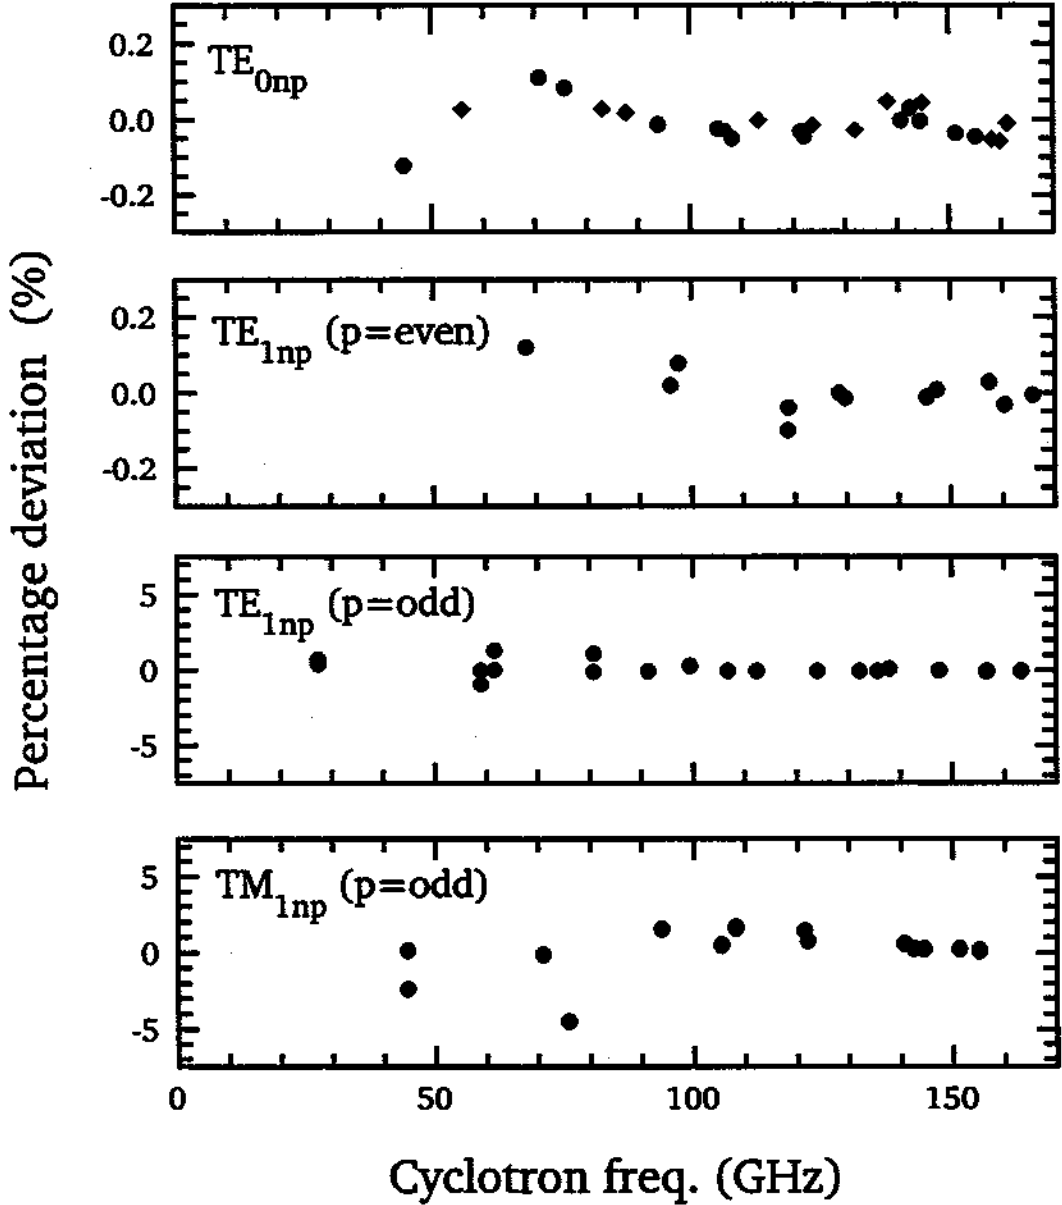 Percentage deviation (%)
TE0np
0.2
0.0
-0.2
TE1np (p=even)
0.2
0.0
-0.2
TE1np (p=odd)
5
0
-5
TM1np (p=odd)
5
0
-5
0 50 100 150
Cyclotron freq. (GHz)